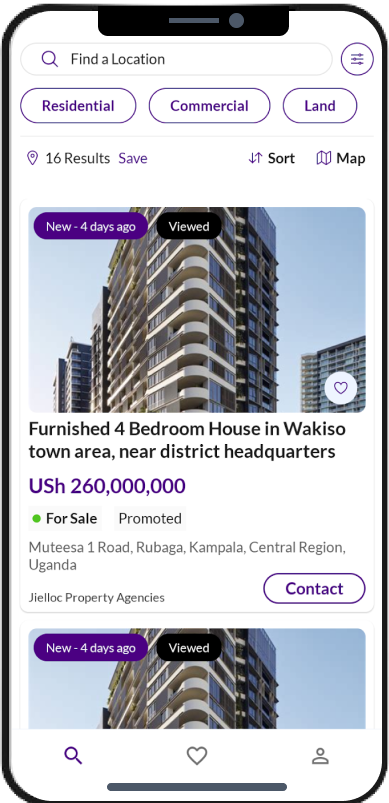 Find a Location
Residential
Commercial
Land
16 Results Save
Sort
Map
New - 4 days ago
Viewed
Furnished 4 Bedroom House in Wakiso
town area, near district headquarters
USh 260,000,000
For Sale
Promoted
Muteesa 1 Road, Rubaga, Kampala, Central Region,
Uganda
Jielloc Property Agencies
Contact
New - 4 days ago
Viewed